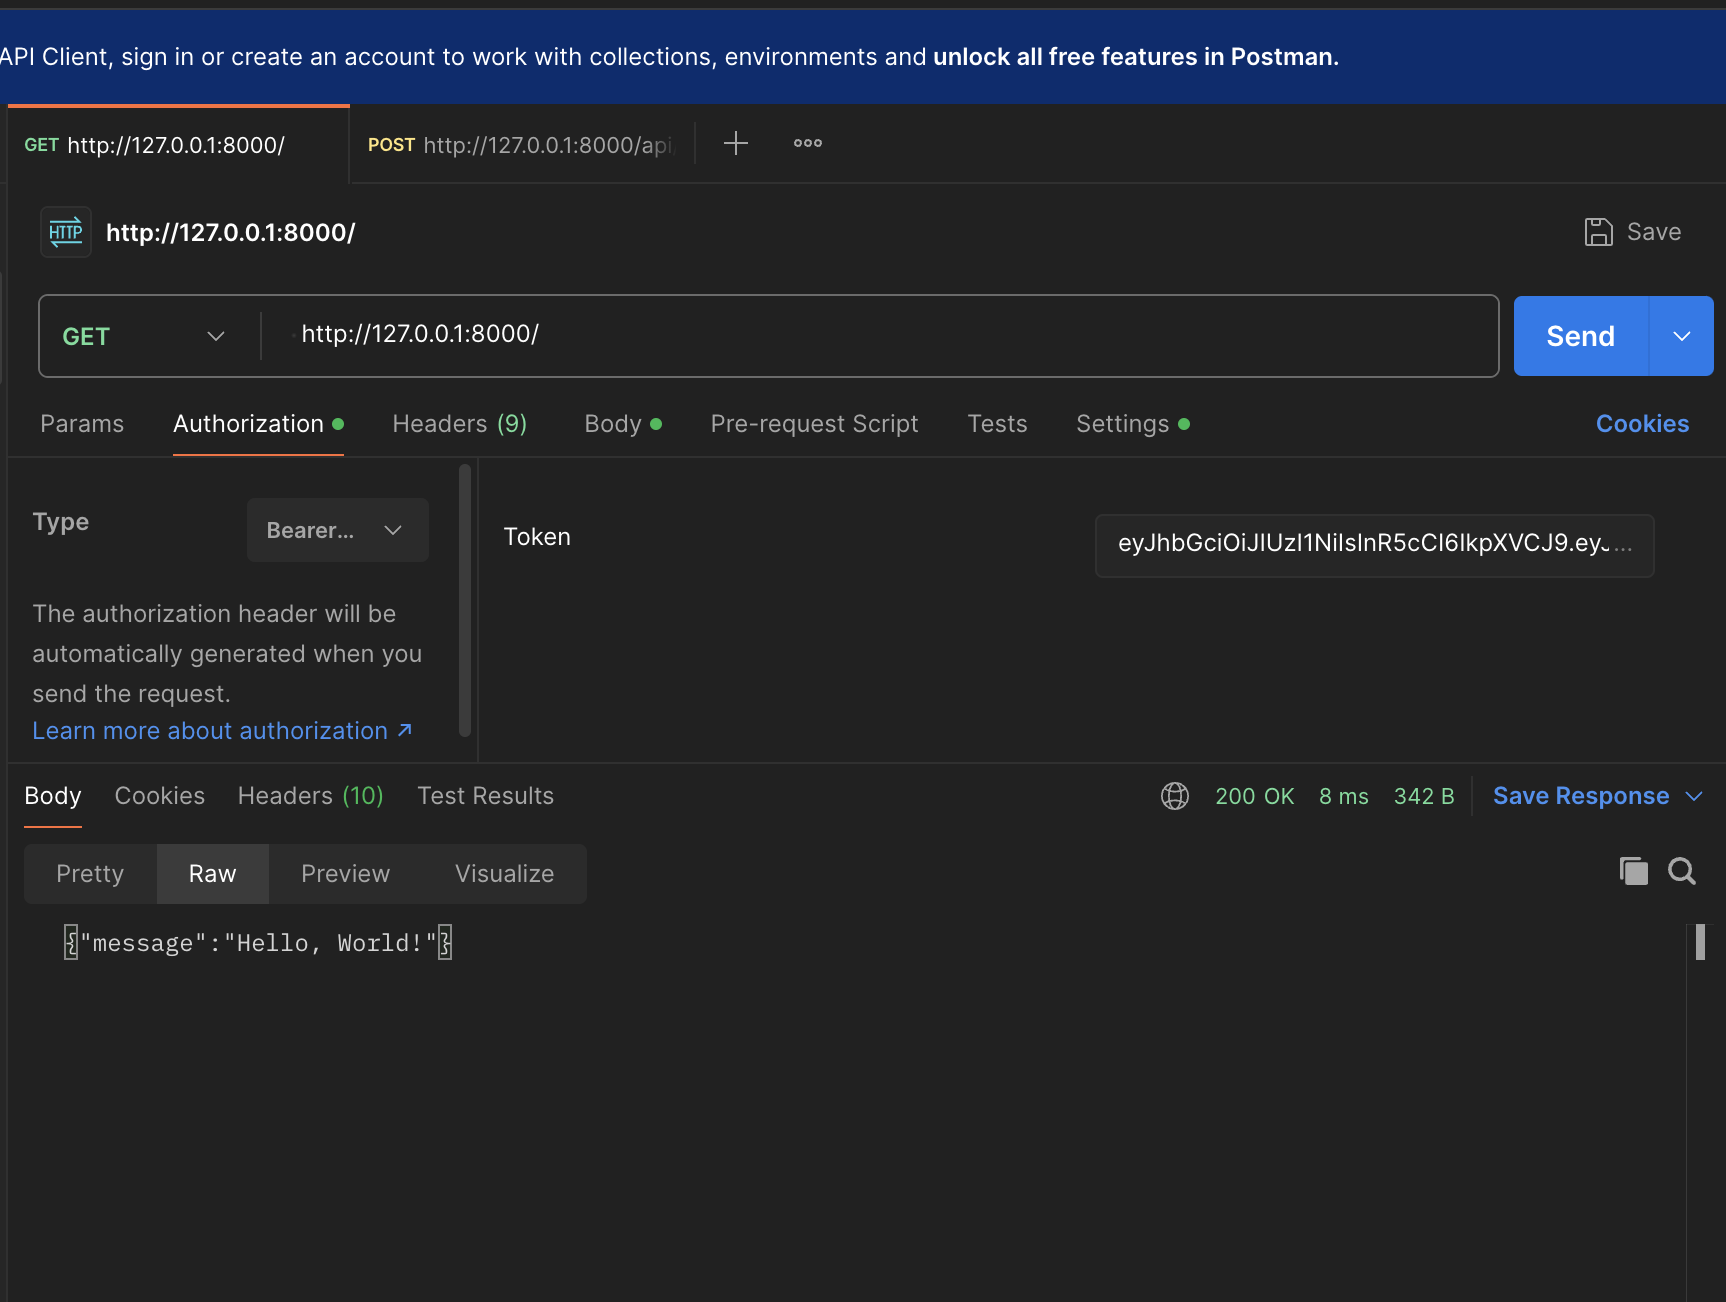 API Client, sign in or create an account to work with collections, environments and unlock all free features in Postman.
GET http://127.0.0.1:8000/
POST http://127.0.0.1:8000/api/
HTTP http://127.0.0.1:8000/
Save
GET http://127.0.0.1:8000/
Send
Params Authorization Headers (9) Body Pre-request Script Tests Settings Cookies
Type
Bearer...
The authorization header will be
automatically generated when you
send the request.
Learn more about authorization ↗
Token
eyJhbGciOiJIUzI1NiIsInR5cCI6IkpXVCJ9.eyJ...
Body Cookies Headers (10) Test Results
200 OK 8 ms 342 B Save Response
Pretty Raw Preview Visualize
{"message":"Hello, World!"}